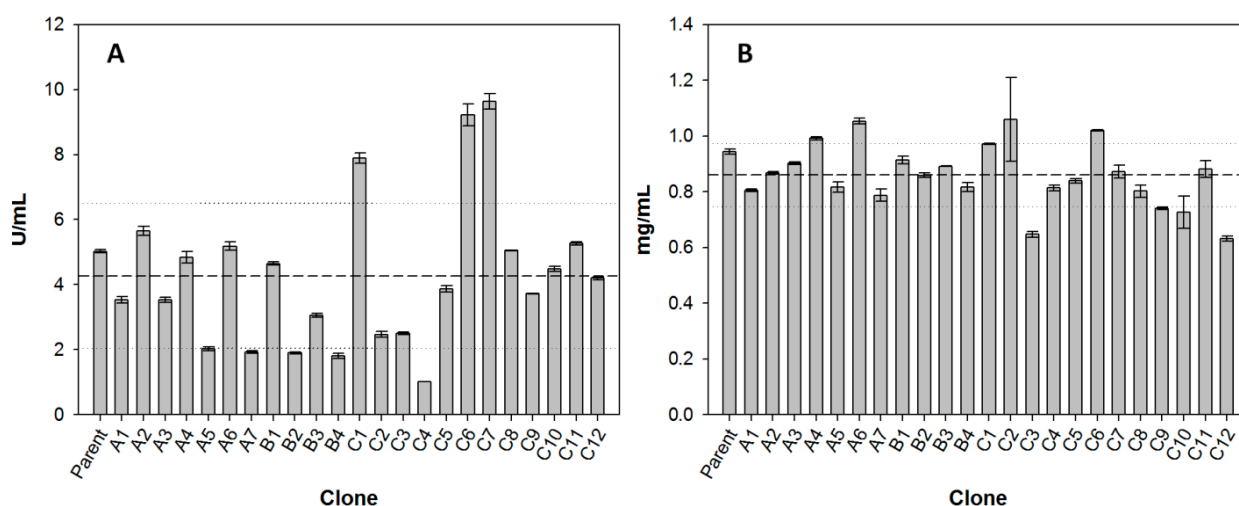 A
U/mL
12
10
8
6
4
2
0
Parent A1 A2 A3 A4 A5 A6 A7 B1 B2 B3 B4 C1 C2 C3 C4 C5 C6 C7 C8 C9 C10 C11 C12
Clone
B
mg/mL
1.4
1.2
1.0
0.8
0.6
0.4
0.2
0.0
Parent A1 A2 A3 A4 A5 A6 A7 B1 B2 B3 B4 C1 C2 C3 C4 C5 C6 C7 C8 C9 C10 C11 C12
Clone